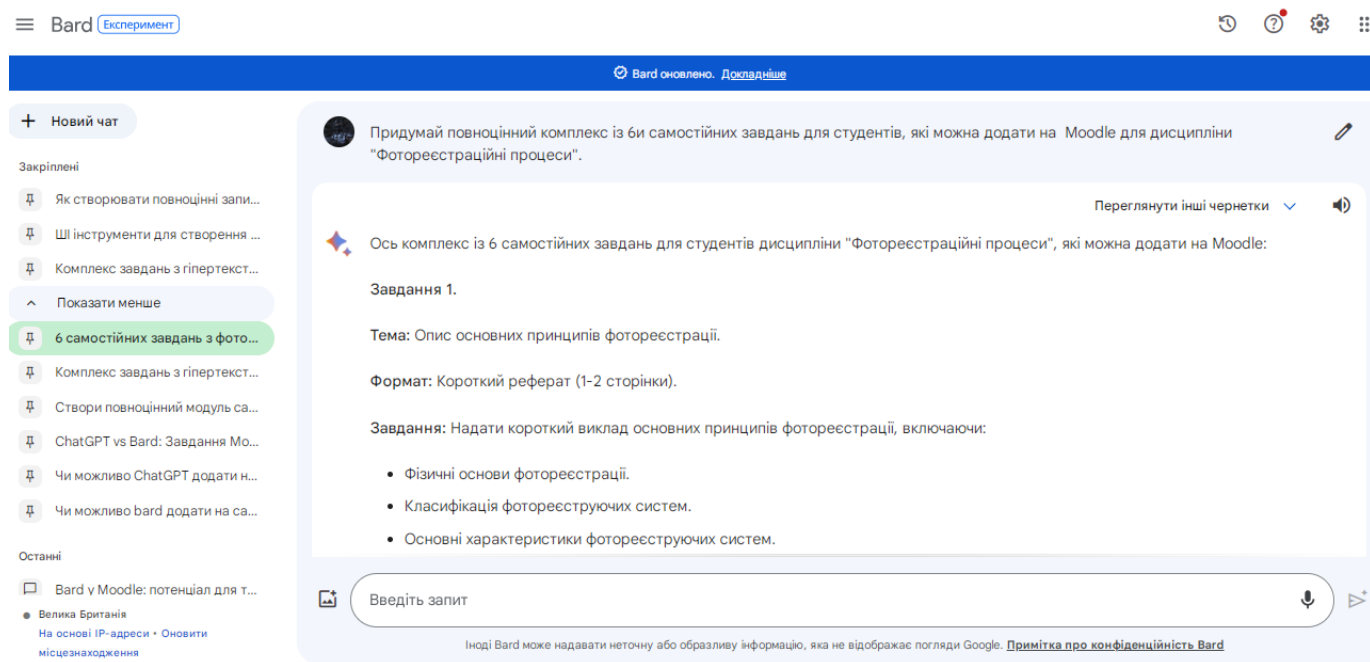 Bard Експеримент
Bard оновлено. Докладніше
Новий чат
Закріплені
Як створювати повноцінні запи...
ШІ інструменти для створення ...
Комплекс завдань з гіпертекст...
Показати менше
6 самостійних завдань з фото...
Комплекс завдань з гіпертекст...
Створи повноцінний модуль са...
ChatGPT vs Bard: Завдання Mo...
Чи можливо ChatGPT додати н...
Чи можливо bard додати на са...
Останні
Bard у Moodle: потенціал для т...
Велика Британія
На основі IP-адреси • Оновити
місцезнаходження
Придумай повноцінний комплекс із 6и самостійних завдань для студентів, які можна додати на Moodle для дисципліни
"Фотореєстраційні процеси".
Переглянути інші чернетки
Ось комплекс із 6 самостійних завдань для студентів дисципліни "Фотореєстраційні процеси", які можна додати на Moodle:
Завдання 1.
Тема: Опис основних принципів фотореєстрації.
Формат: Короткий реферат (1-2 сторінки).
Завдання: Надати короткий виклад основних принципів фотореєстрації, включаючи:
• Фізичні основи фотореєстрації.
• Класифікація фотореєструючих систем.
• Основні характеристики фотореєструючих систем.
Введіть запит
Іноді Bard може надавати неточну або образливу інформацію, яка не відображає погляди Google. Примітка про конфіденційність Bard